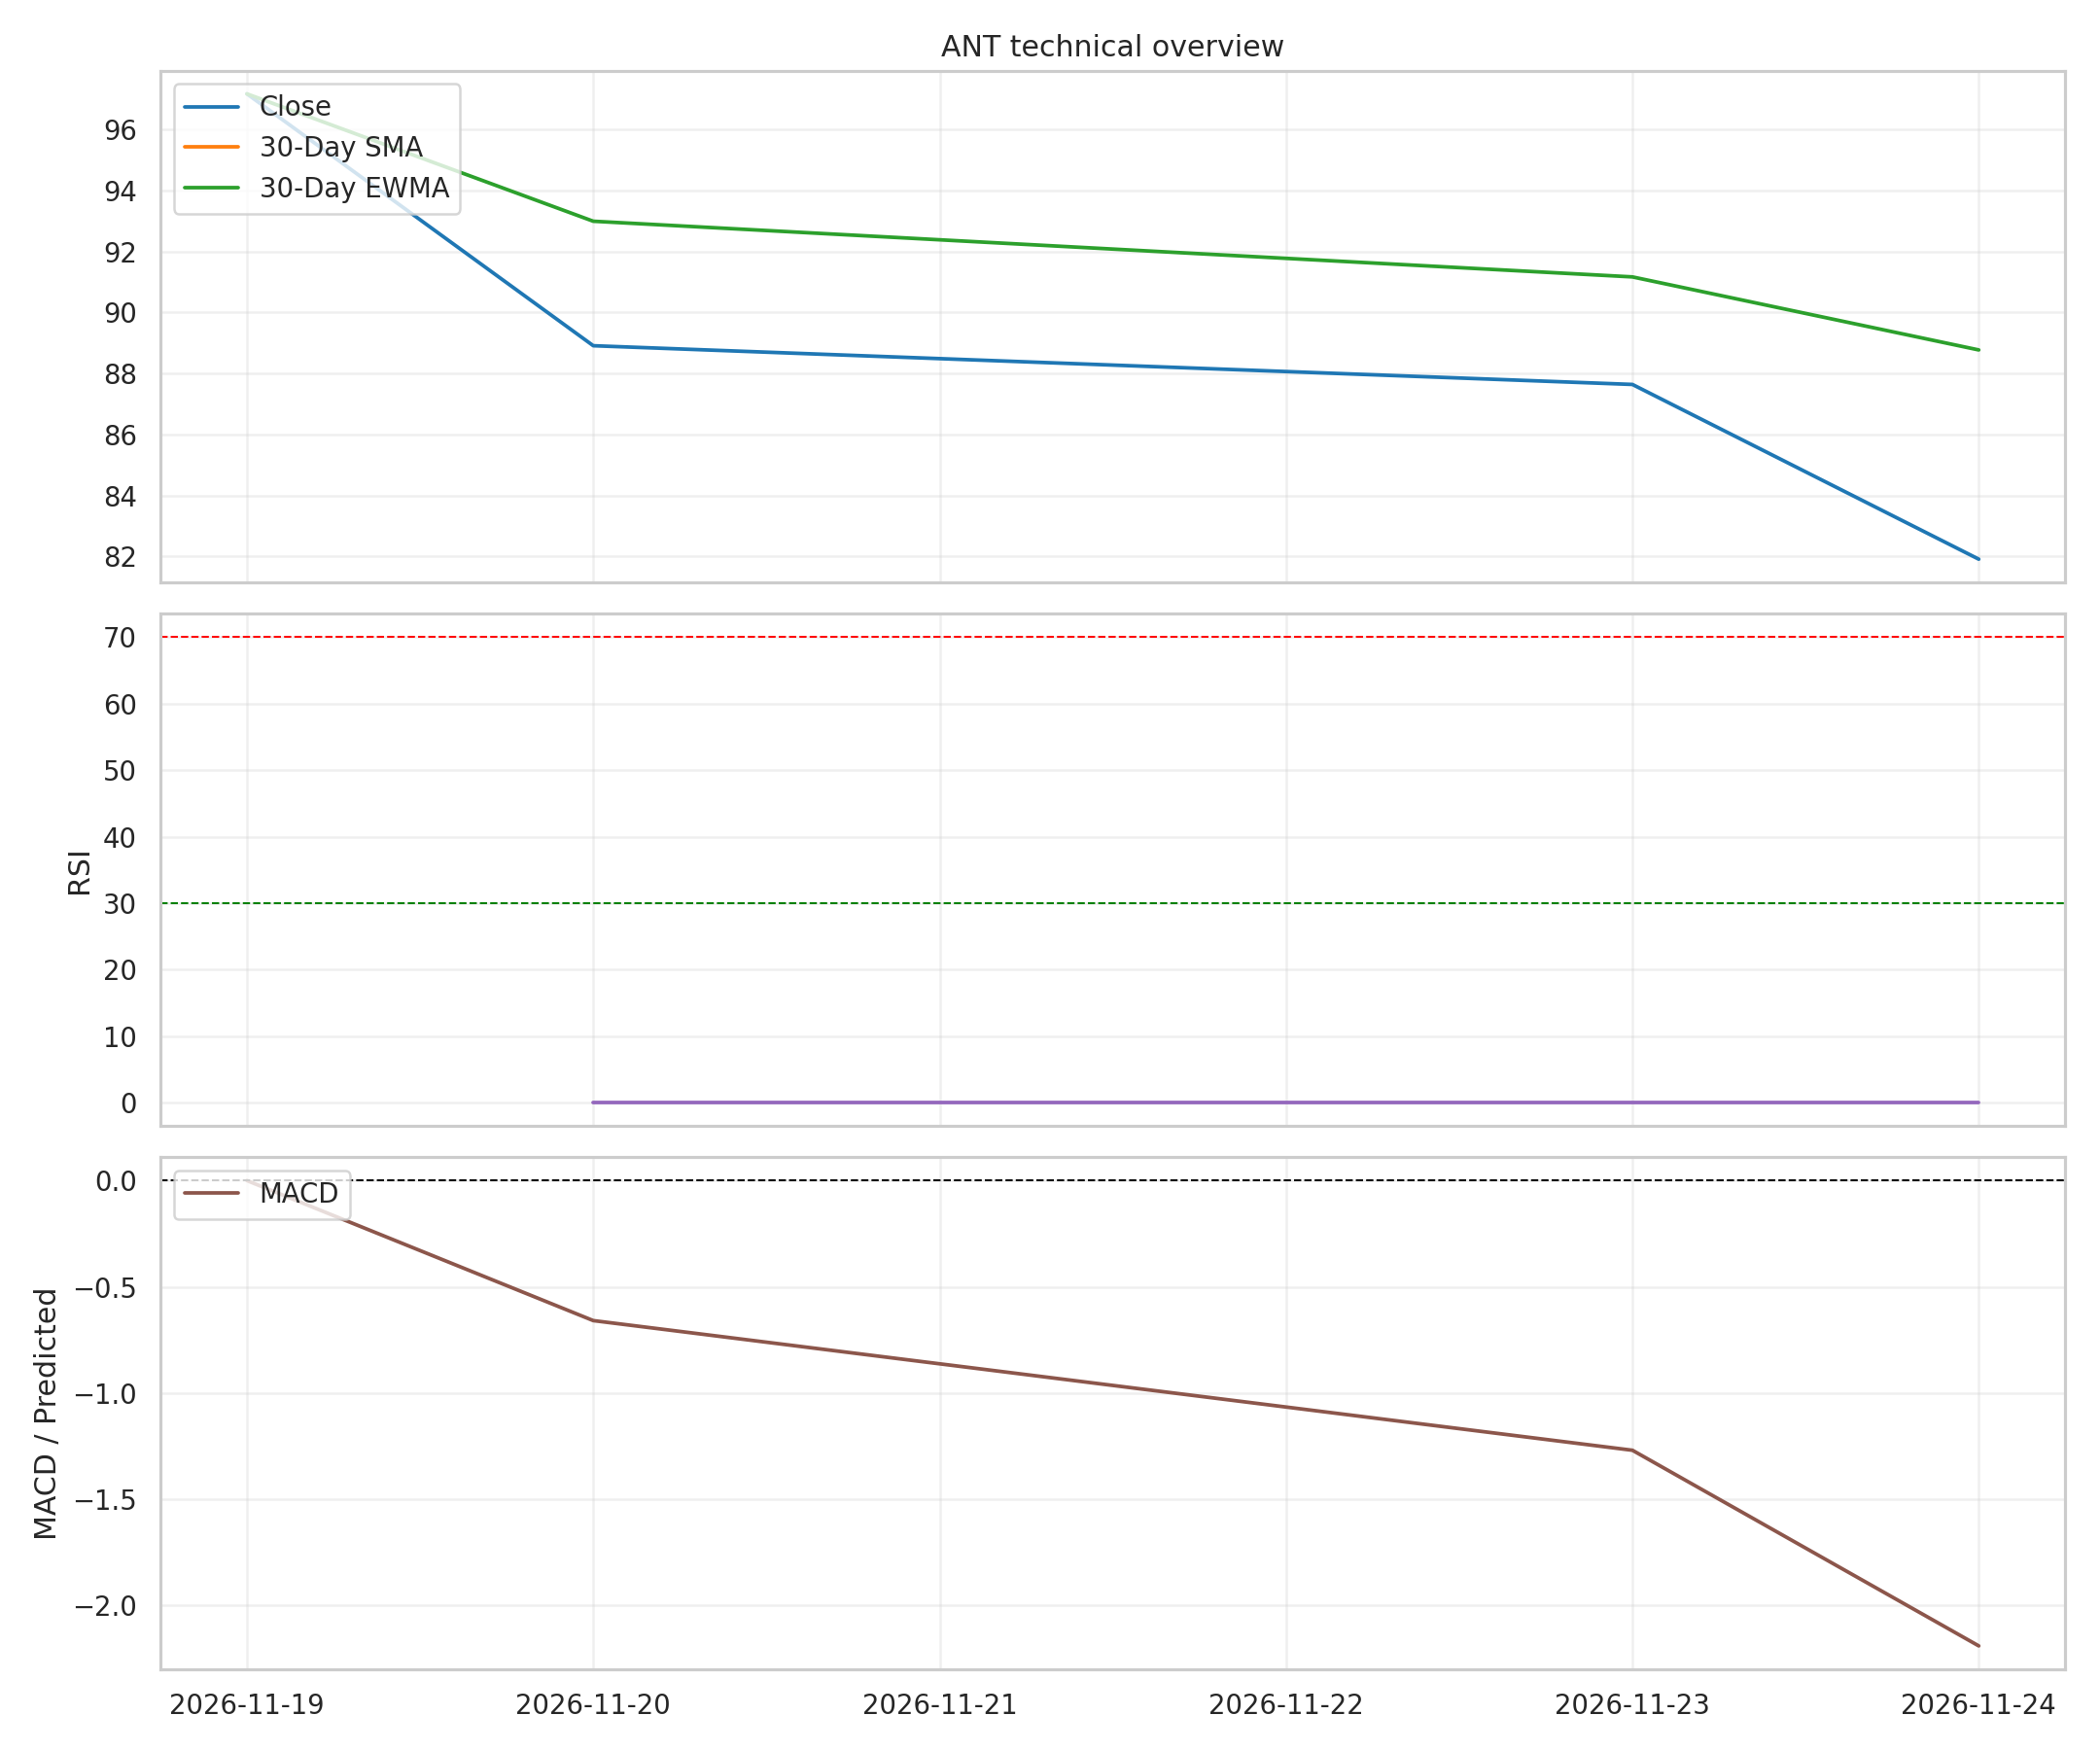 ANT technical overview
Close
30-Day SMA
30-Day EWMA
96
94
92
90
88
86
84
82
RSI
70
60
50
40
30
20
10
0
MACD / Predicted
MACD
0.0
−0.5
−1.0
−1.5
−2.0
2026-11-19 2026-11-20 2026-11-21 2026-11-22 2026-11-23 2026-11-24